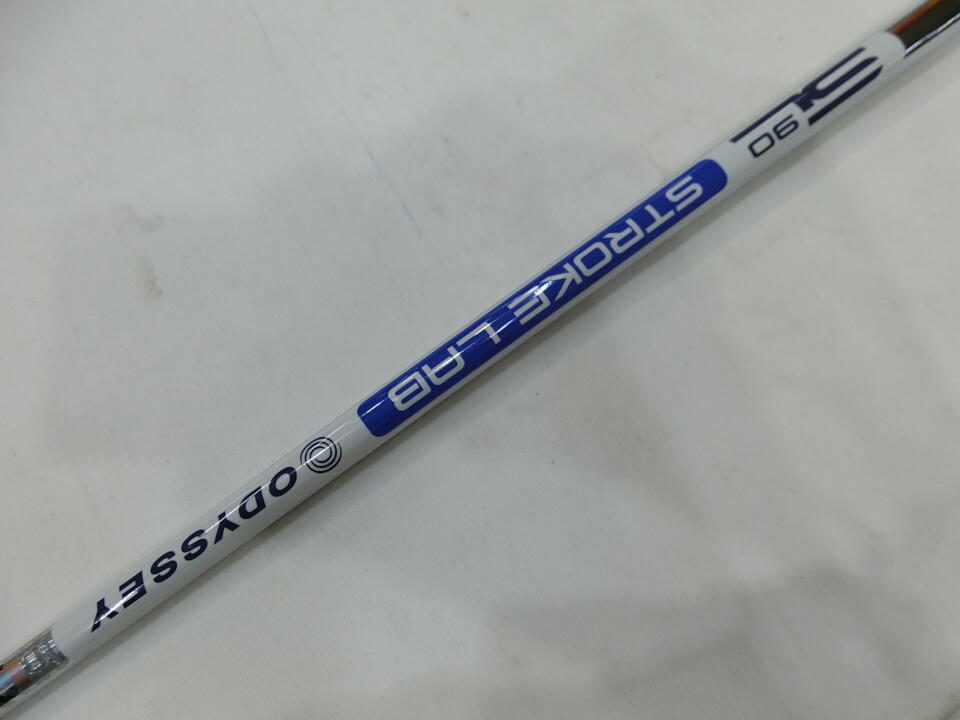 SL
90
STROKE LAB
ODYSSEY